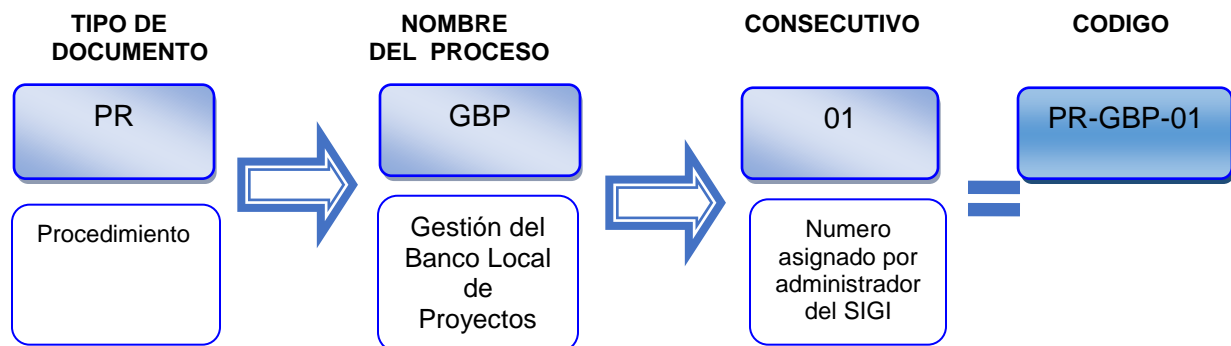 TIPO DE
DOCUMENTO
NOMBRE
DEL PROCESO
CONSECUTIVO
CODIGO
PR
GBP
01
PR-GBP-01
Procedimiento
Gestión del
Banco Local
de
Proyectos
Numero
asignado por
administrador
del SIGI